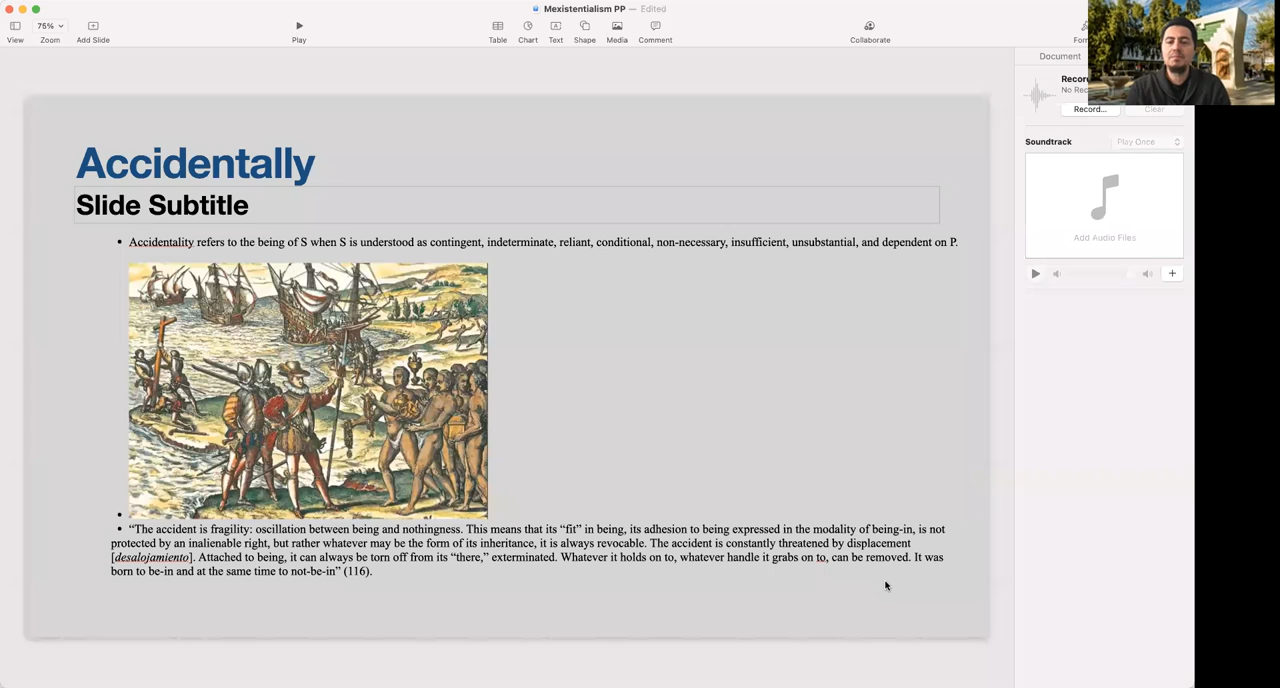 Mexistentialism PP — Edited
75%
View
Zoom
Add Slide
Play
Table
Chart
Text
Shape
Media
Comment
Collaborate
Document
Record...
Clear
Soundtrack
Play Once
Add Audio Files
Accidentally
Slide Subtitle
• Accidentality refers to the being of S when S is understood as contingent, indeterminate, reliant, conditional, non-necessary, insufficient, unsubstantial, and dependent on P.
•
• “The accident is fragility: oscillation between being and nothingness. This means that its “fit” in being, its adhesion to being expressed in the modality of being-in, is not
protected by an inalienable right, but rather whatever may be the form of its inheritance, it is always revocable. The accident is constantly threatened by displacement
[desalojamiento]. Attached to being, it can always be torn off from its “there,” exterminated. Whatever it holds on to, whatever handle it grabs on to, can be removed. It was
born to be-in and at the same time to not-be-in” (116).